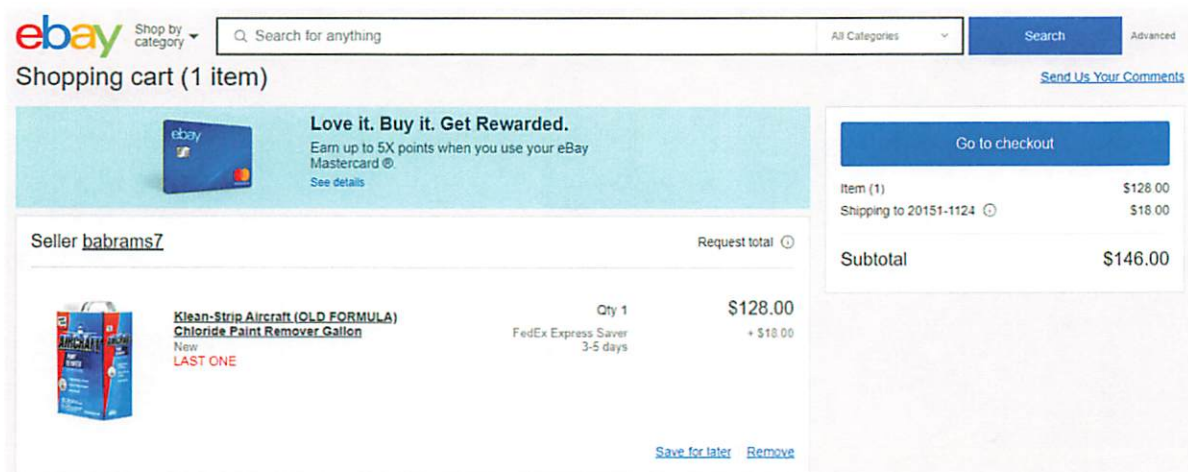 ebay
Shop by category
Search for anything
All Categories
Search
Advanced
Shopping cart (1 item)
Send Us Your Comments
ebay
Love it. Buy it. Get Rewarded.
Earn up to 5X points when you use your eBay
Mastercard ®.
See details
Go to checkout
Item (1) $128.00
Shipping to 20151-1124 $18.00
Subtotal $146.00
Seller babrams7 Request total
Klean-Strip Aircraft (OLD FORMULA)
Chloride Paint Remover Gallon
New
LAST ONE
Qty 1 $128.00
FedEx Express Saver + $18.00
3-5 days
AIRCRAFT
Save for later Remove